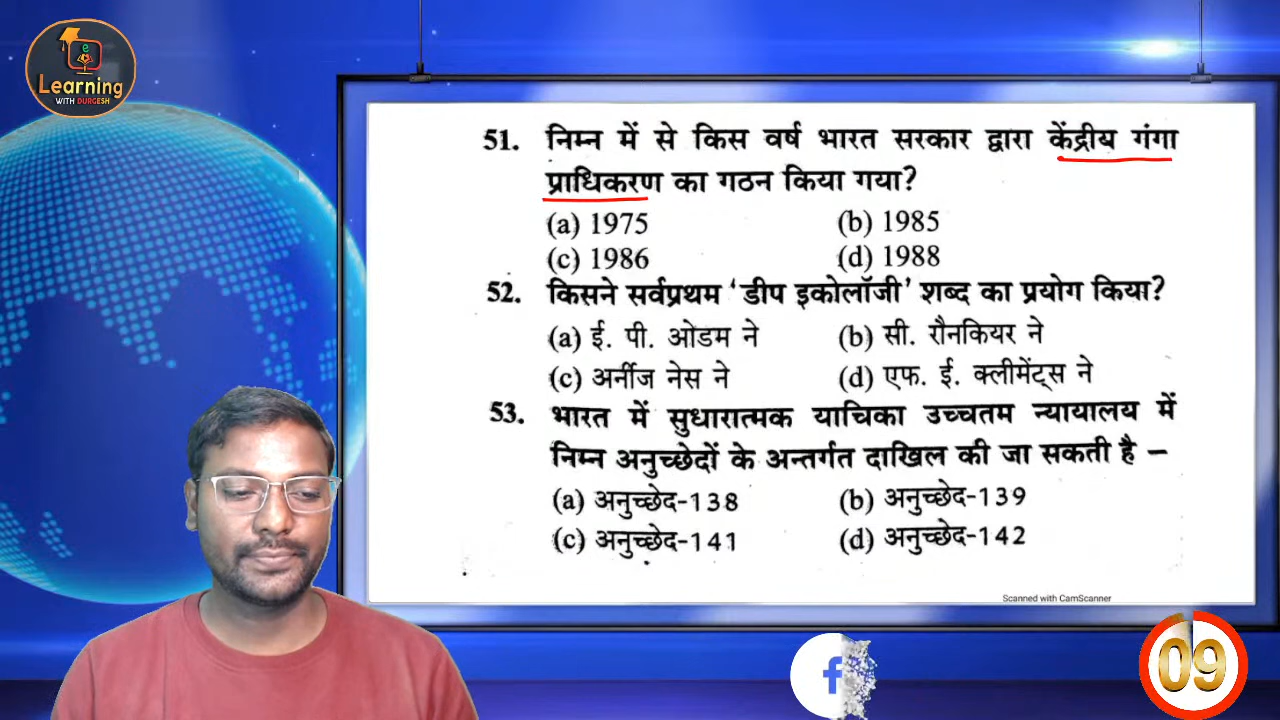 e
Learning
WITH DURGESH
51. निम्न में से किस वर्ष भारत सरकार द्वारा केंद्रीय गंगा
प्राधिकरण का गठन किया गया?
(a) 1975 (b) 1985
(c) 1986 (d) 1988
52. किसने सर्वप्रथम ‘डीप इकोलॉजी’ शब्द का प्रयोग किया?
(a) ई. पी. ओडम ने (b) सी. रौनकियर ने
(c) अर्नीज नेस ने (d) एफ. ई. क्लीमेंट्स ने
53. भारत में सुधारात्मक याचिका उच्चतम न्यायालय में
निम्न अनुच्छेदों के अन्तर्गत दाखिल की जा सकती है –
(a) अनुच्छेद-138 (b) अनुच्छेद-139
(c) अनुच्छेद-141 (d) अनुच्छेद-142
Scanned with CamScanner
f
09